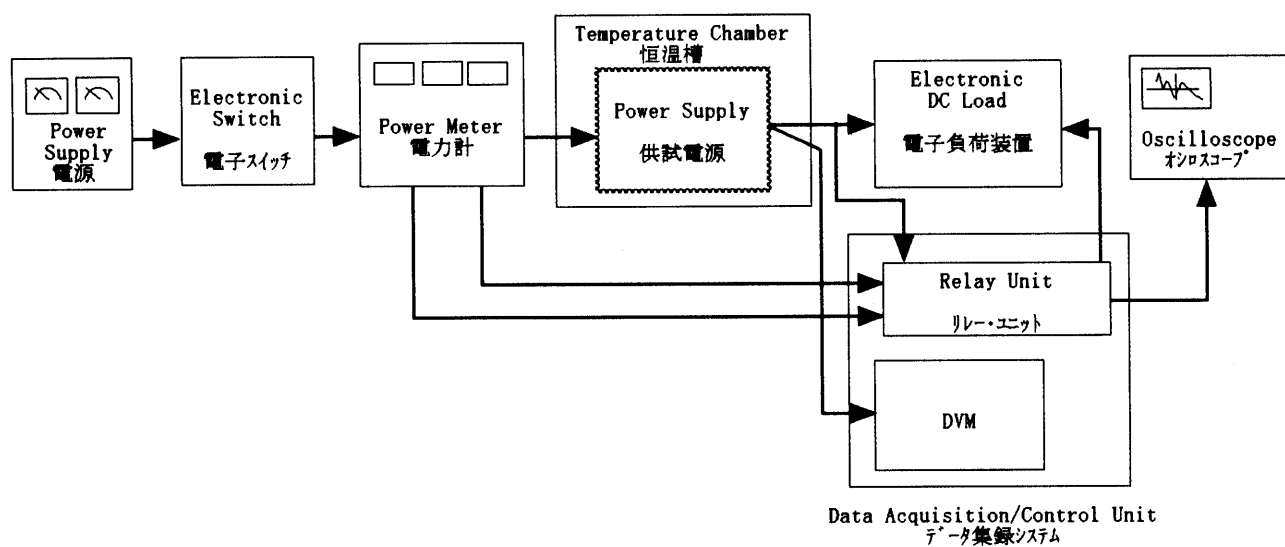 Power
Supply
電源
Electronic
Switch
電子スイッチ
Power Meter
電力計
Temperature Chamber
恒温槽
Power Supply
供試電源
Electronic
DC Load
電子負荷装置
Oscilloscope
オシロスコープ
Relay Unit
リレー・ユニット
DVM
Data Acquisition/Control Unit
データ集録システム